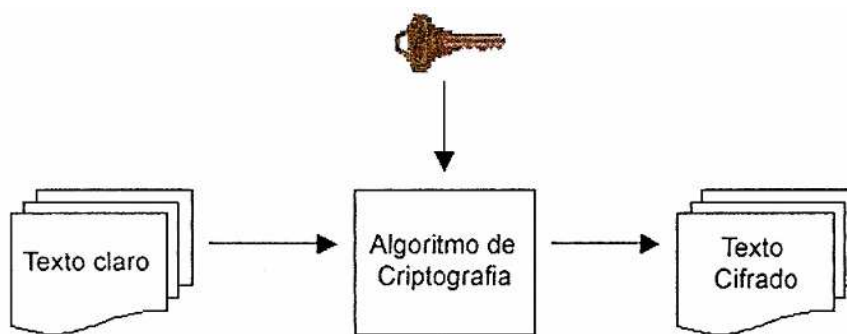 Texto claro
Algoritmo de
Criptografia
Texto
Cifrado